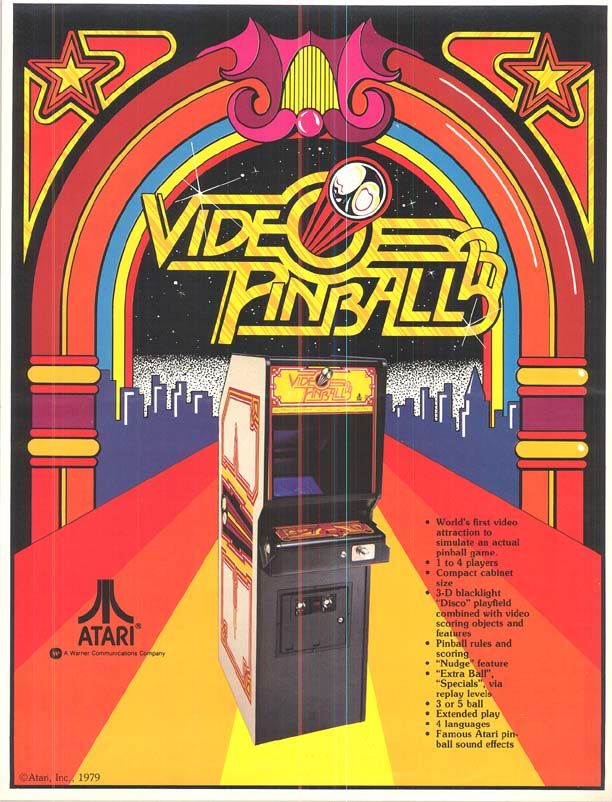 VIDEO
PINBALL
VIDEO
PINBALL
• World's first video
attraction to
simulate an actual
pinball game.
• 1 to 4 players
• Compact cabinet
size
• 3-D blacklight
"Disco" playfield
combined with video
scoring objects and
features
• Pinball rules and
scoring
• "Nudge" feature
• "Extra Ball",
"Specials", via
replay levels
• 3 or 5 ball
• Extended play
• 4 languages
• Famous Atari pin-
ball sound effects
ATARI®
A Warner Communications Company
©Atari, Inc., 1979